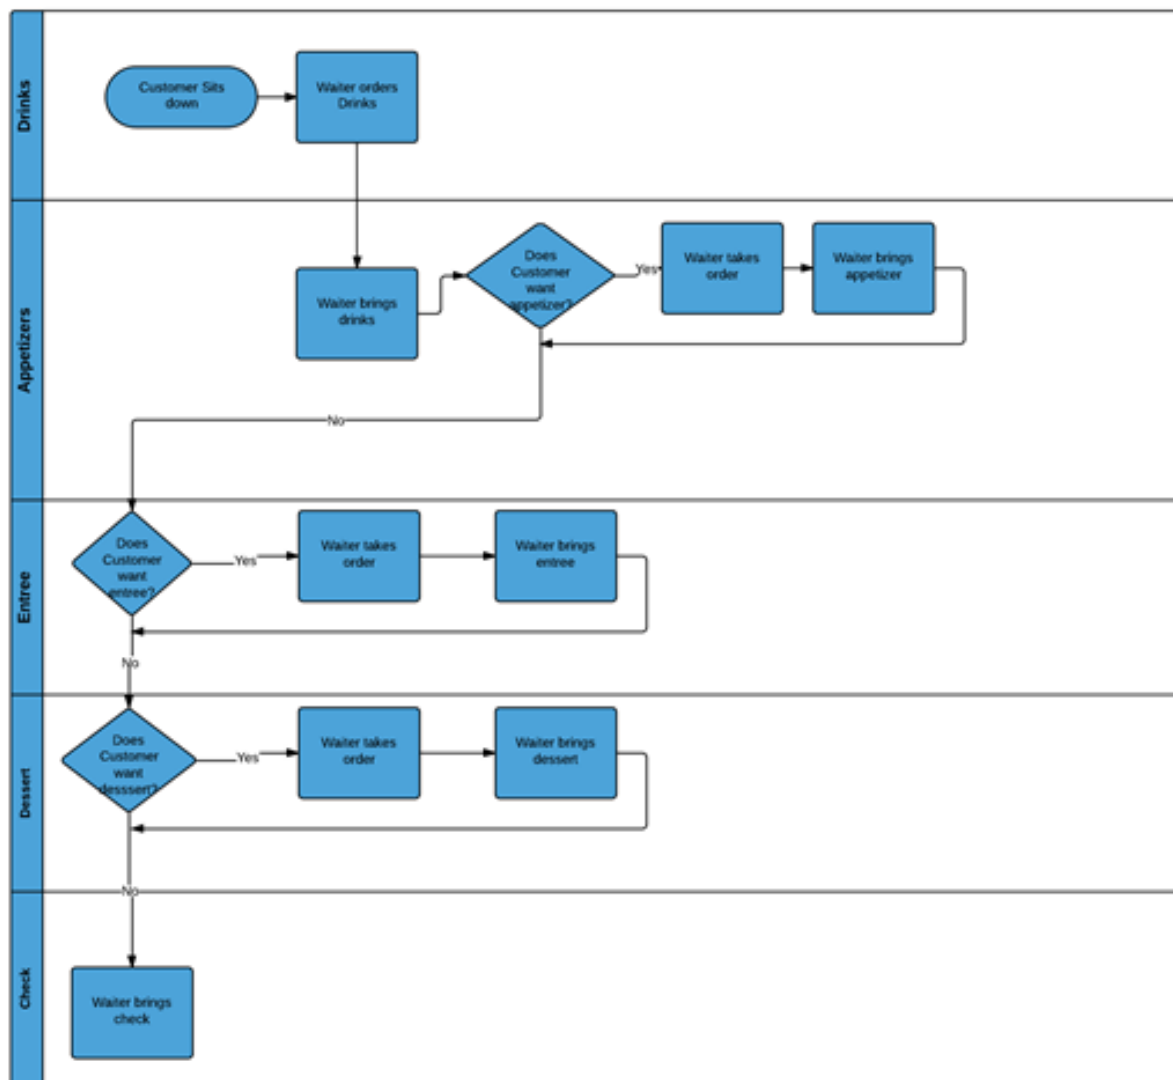 Drinks
Customer Sits
down
Waiter orders
Drinks
Appetizers
Waiter brings
drinks
Does
Customer
want
appetizer?
Yes
Waiter takes
order
Waiter brings
appetizer
No
Entree
Does
Customer
want
entree?
Yes
Waiter takes
order
Waiter brings
entree
No
Dessert
Does
Customer
want
desssert?
Yes
Waiter takes
order
Waiter brings
dessert
No
Check
Waiter brings
check